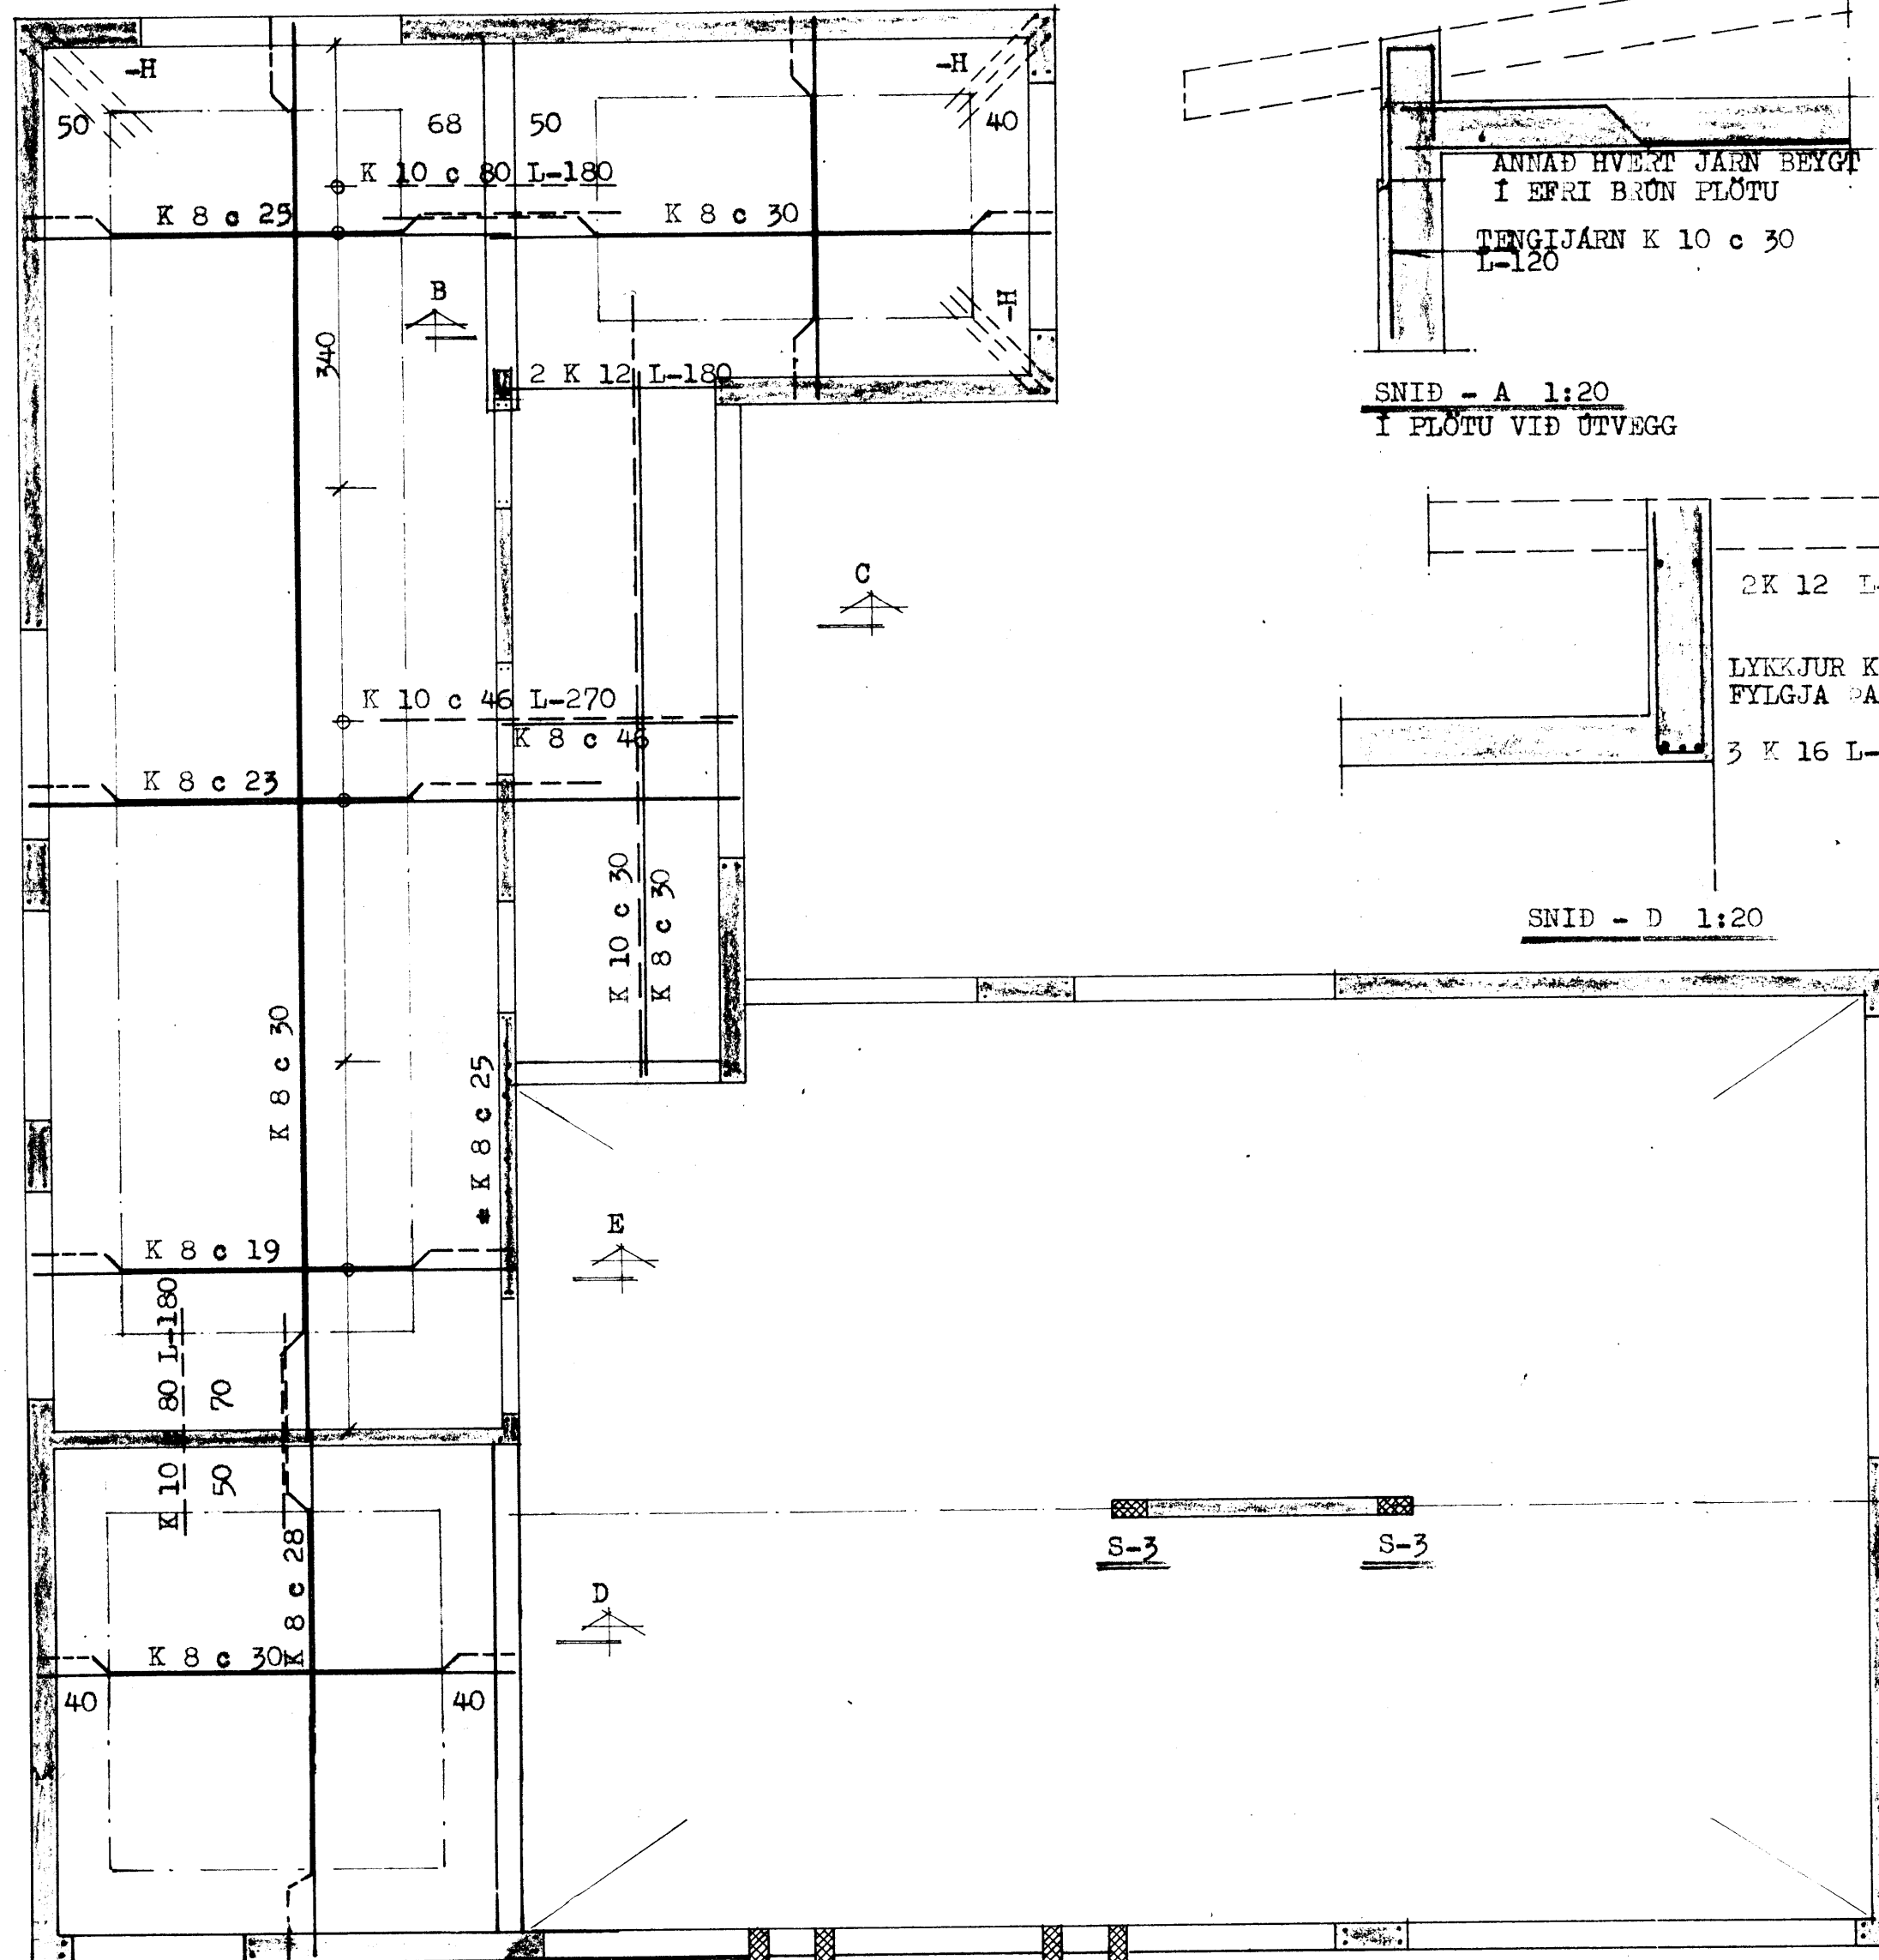 -H
-H
50
68
50
40
K 10 c 80 L-180
K 8 c 25
K 8 c 30
B
-H
340
2 K 12 L-180
ANNAÐ HVERT JÁRN BEYGT
Í EFRI BRÚN PLÖTU
TENGIJÁRN K 10 c 30
L-120
SNIÐ - A 1:20
Í PLÖTU VIÐ ÚTVEGG
C
2K 12 L-
LYKKJUR K
FYLGJA
3 K 16 L-
SNIÐ - D 1:20
K 10 c 46 L-270
K 8 c 46
K 8 c 23
K 10 c 30
K 8 c 30
K 8 c 30
* K 8 c 25
E
K 8 c 19
K 10 80 L-180
70
50
K 8 c 28
S-3
S-3
D
K 8 c 30
40
40